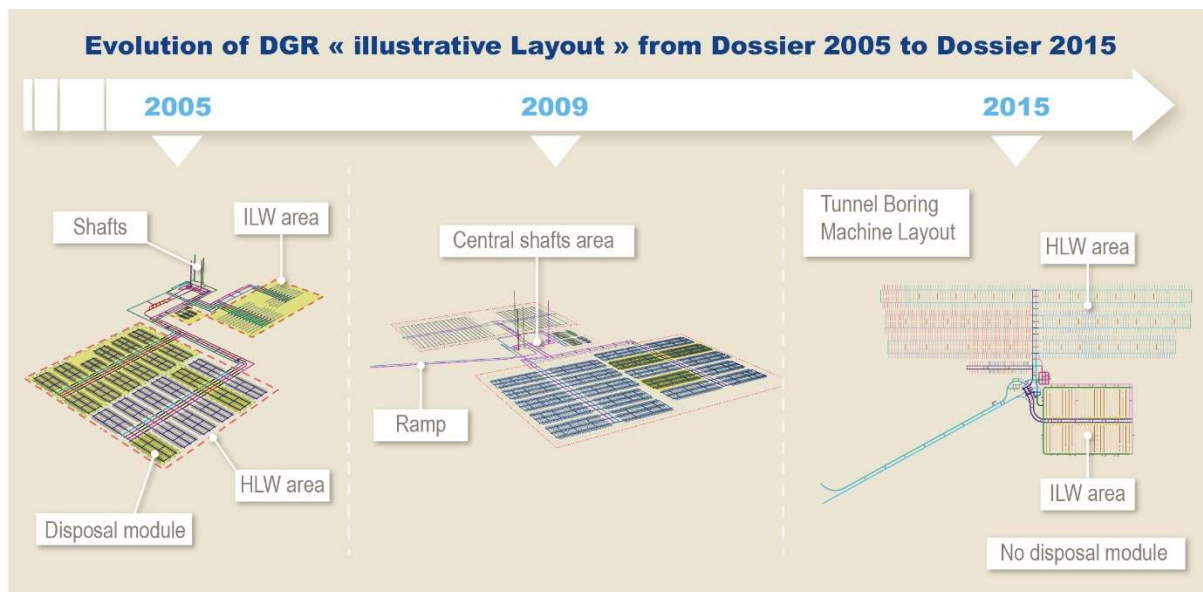 Evolution of DGR « illustrative Layout » from Dossier 2005 to Dossier 2015
2005
2009
2015
Shafts
ILW area
HLW area
Disposal module
Central shafts area
Ramp
Tunnel Boring
Machine Layout
HLW area
ILW area
No disposal module